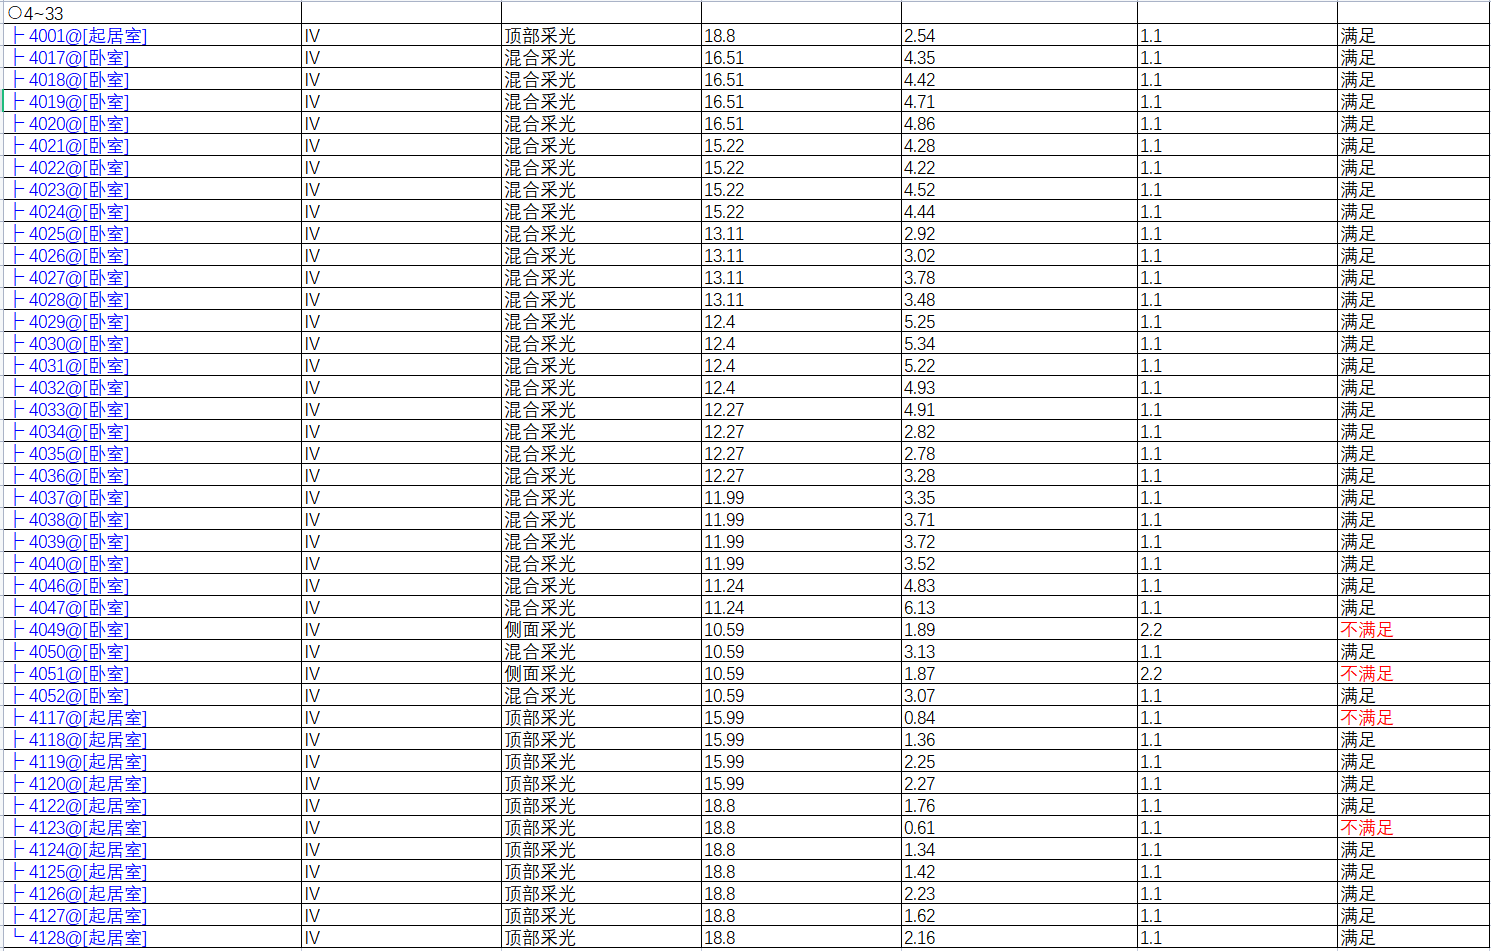 ○4~33
├ 4001@[起居室] IV 顶部采光 18.8 2.54 1.1 满足
├ 4017@[卧室] IV 混合采光 16.51 4.35 1.1 满足
├ 4018@[卧室] IV 混合采光 16.51 4.42 1.1 满足
├ 4019@[卧室] IV 混合采光 16.51 4.71 1.1 满足
├ 4020@[卧室] IV 混合采光 16.51 4.86 1.1 满足
├ 4021@[卧室] IV 混合采光 15.22 4.28 1.1 满足
├ 4022@[卧室] IV 混合采光 15.22 4.22 1.1 满足
├ 4023@[卧室] IV 混合采光 15.22 4.52 1.1 满足
├ 4024@[卧室] IV 混合采光 15.22 4.44 1.1 满足
├ 4025@[卧室] IV 混合采光 13.11 2.92 1.1 满足
├ 4026@[卧室] IV 混合采光 13.11 3.02 1.1 满足
├ 4027@[卧室] IV 混合采光 13.11 3.78 1.1 满足
├ 4028@[卧室] IV 混合采光 13.11 3.48 1.1 满足
├ 4029@[卧室] IV 混合采光 12.4 5.25 1.1 满足
├ 4030@[卧室] IV 混合采光 12.4 5.34 1.1 满足
├ 4031@[卧室] IV 混合采光 12.4 5.22 1.1 满足
├ 4032@[卧室] IV 混合采光 12.4 4.93 1.1 满足
├ 4033@[卧室] IV 混合采光 12.27 4.91 1.1 满足
├ 4034@[卧室] IV 混合采光 12.27 2.82 1.1 满足
├ 4035@[卧室] IV 混合采光 12.27 2.78 1.1 满足
├ 4036@[卧室] IV 混合采光 12.27 3.28 1.1 满足
├ 4037@[卧室] IV 混合采光 11.99 3.35 1.1 满足
├ 4038@[卧室] IV 混合采光 11.99 3.71 1.1 满足
├ 4039@[卧室] IV 混合采光 11.99 3.72 1.1 满足
├ 4040@[卧室] IV 混合采光 11.99 3.52 1.1 满足
├ 4046@[卧室] IV 混合采光 11.24 4.83 1.1 满足
├ 4047@[卧室] IV 混合采光 11.24 6.13 1.1 满足
├ 4049@[卧室] IV 侧面采光 10.59 1.89 2.2 不满足
├ 4050@[卧室] IV 混合采光 10.59 3.13 1.1 满足
├ 4051@[卧室] IV 侧面采光 10.59 1.87 2.2 不满足
├ 4052@[卧室] IV 混合采光 10.59 3.07 1.1 满足
├ 4117@[起居室] IV 顶部采光 15.99 0.84 1.1 不满足
├ 4118@[起居室] IV 顶部采光 15.99 1.36 1.1 满足
├ 4119@[起居室] IV 顶部采光 15.99 2.25 1.1 满足
├ 4120@[起居室] IV 顶部采光 15.99 2.27 1.1 满足
├ 4122@[起居室] IV 顶部采光 18.8 1.76 1.1 满足
├ 4123@[起居室] IV 顶部采光 18.8 0.61 1.1 不满足
├ 4124@[起居室] IV 顶部采光 18.8 1.34 1.1 满足
├ 4125@[起居室] IV 顶部采光 18.8 1.42 1.1 满足
├ 4126@[起居室] IV 顶部采光 18.8 2.23 1.1 满足
├ 4127@[起居室] IV 顶部采光 18.8 1.62 1.1 满足
└ 4128@[起居室] IV 顶部采光 18.8 2.16 1.1 满足